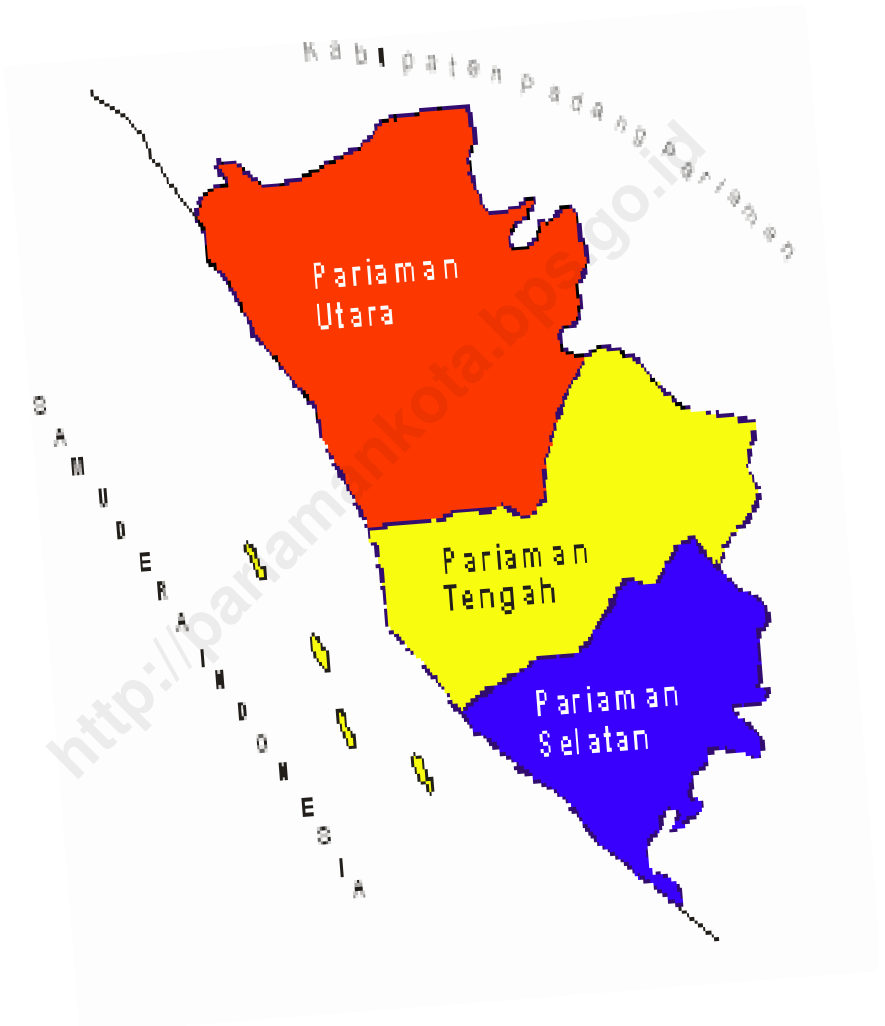 Kabupaten padang pariaman
Pariaman
Utara
SAMUDERA INDONESIA
Pariaman
Tengah
Pariaman
Selatan
http://pariamankota.bps.go.id